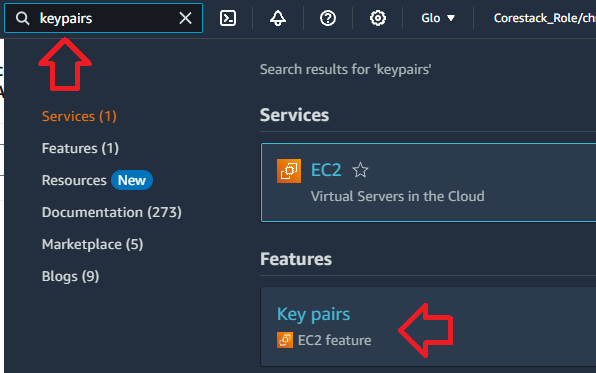 keypairs
Glo
Corestack_Role/ch
Search results for 'keypairs'
Services (1)
Features (1)
Resources New
Documentation (273)
Marketplace (5)
Blogs (9)
Services
EC2
Virtual Servers in the Cloud
Features
Key pairs
EC2 feature